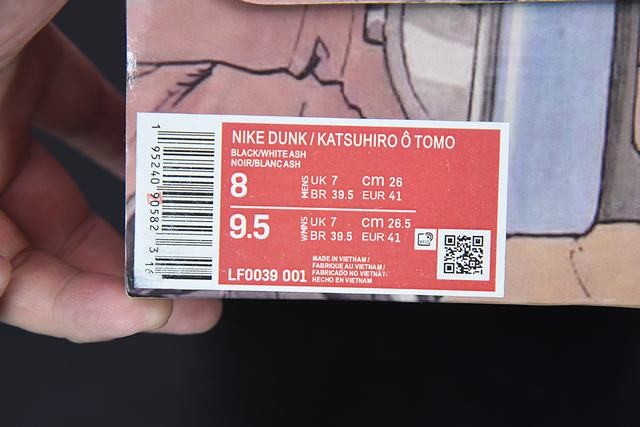 NIKE DUNK / KATSUHIRO Ô TOMO
BLACK/WHITE ASH
NOIR/BLANC ASH
8 MENS UK 7 cm 26
BR 39.5 EUR 41
9.5 WMNS UK 7 cm 26.5
BR 39.5 EUR 41
LF0039 001
MADE IN VIETNAM /
FABRIQUE AU VIETNAM /
FABRICADO NO VIETNÃ /
HECHO EN VIETNAM
1 95240 90582 3